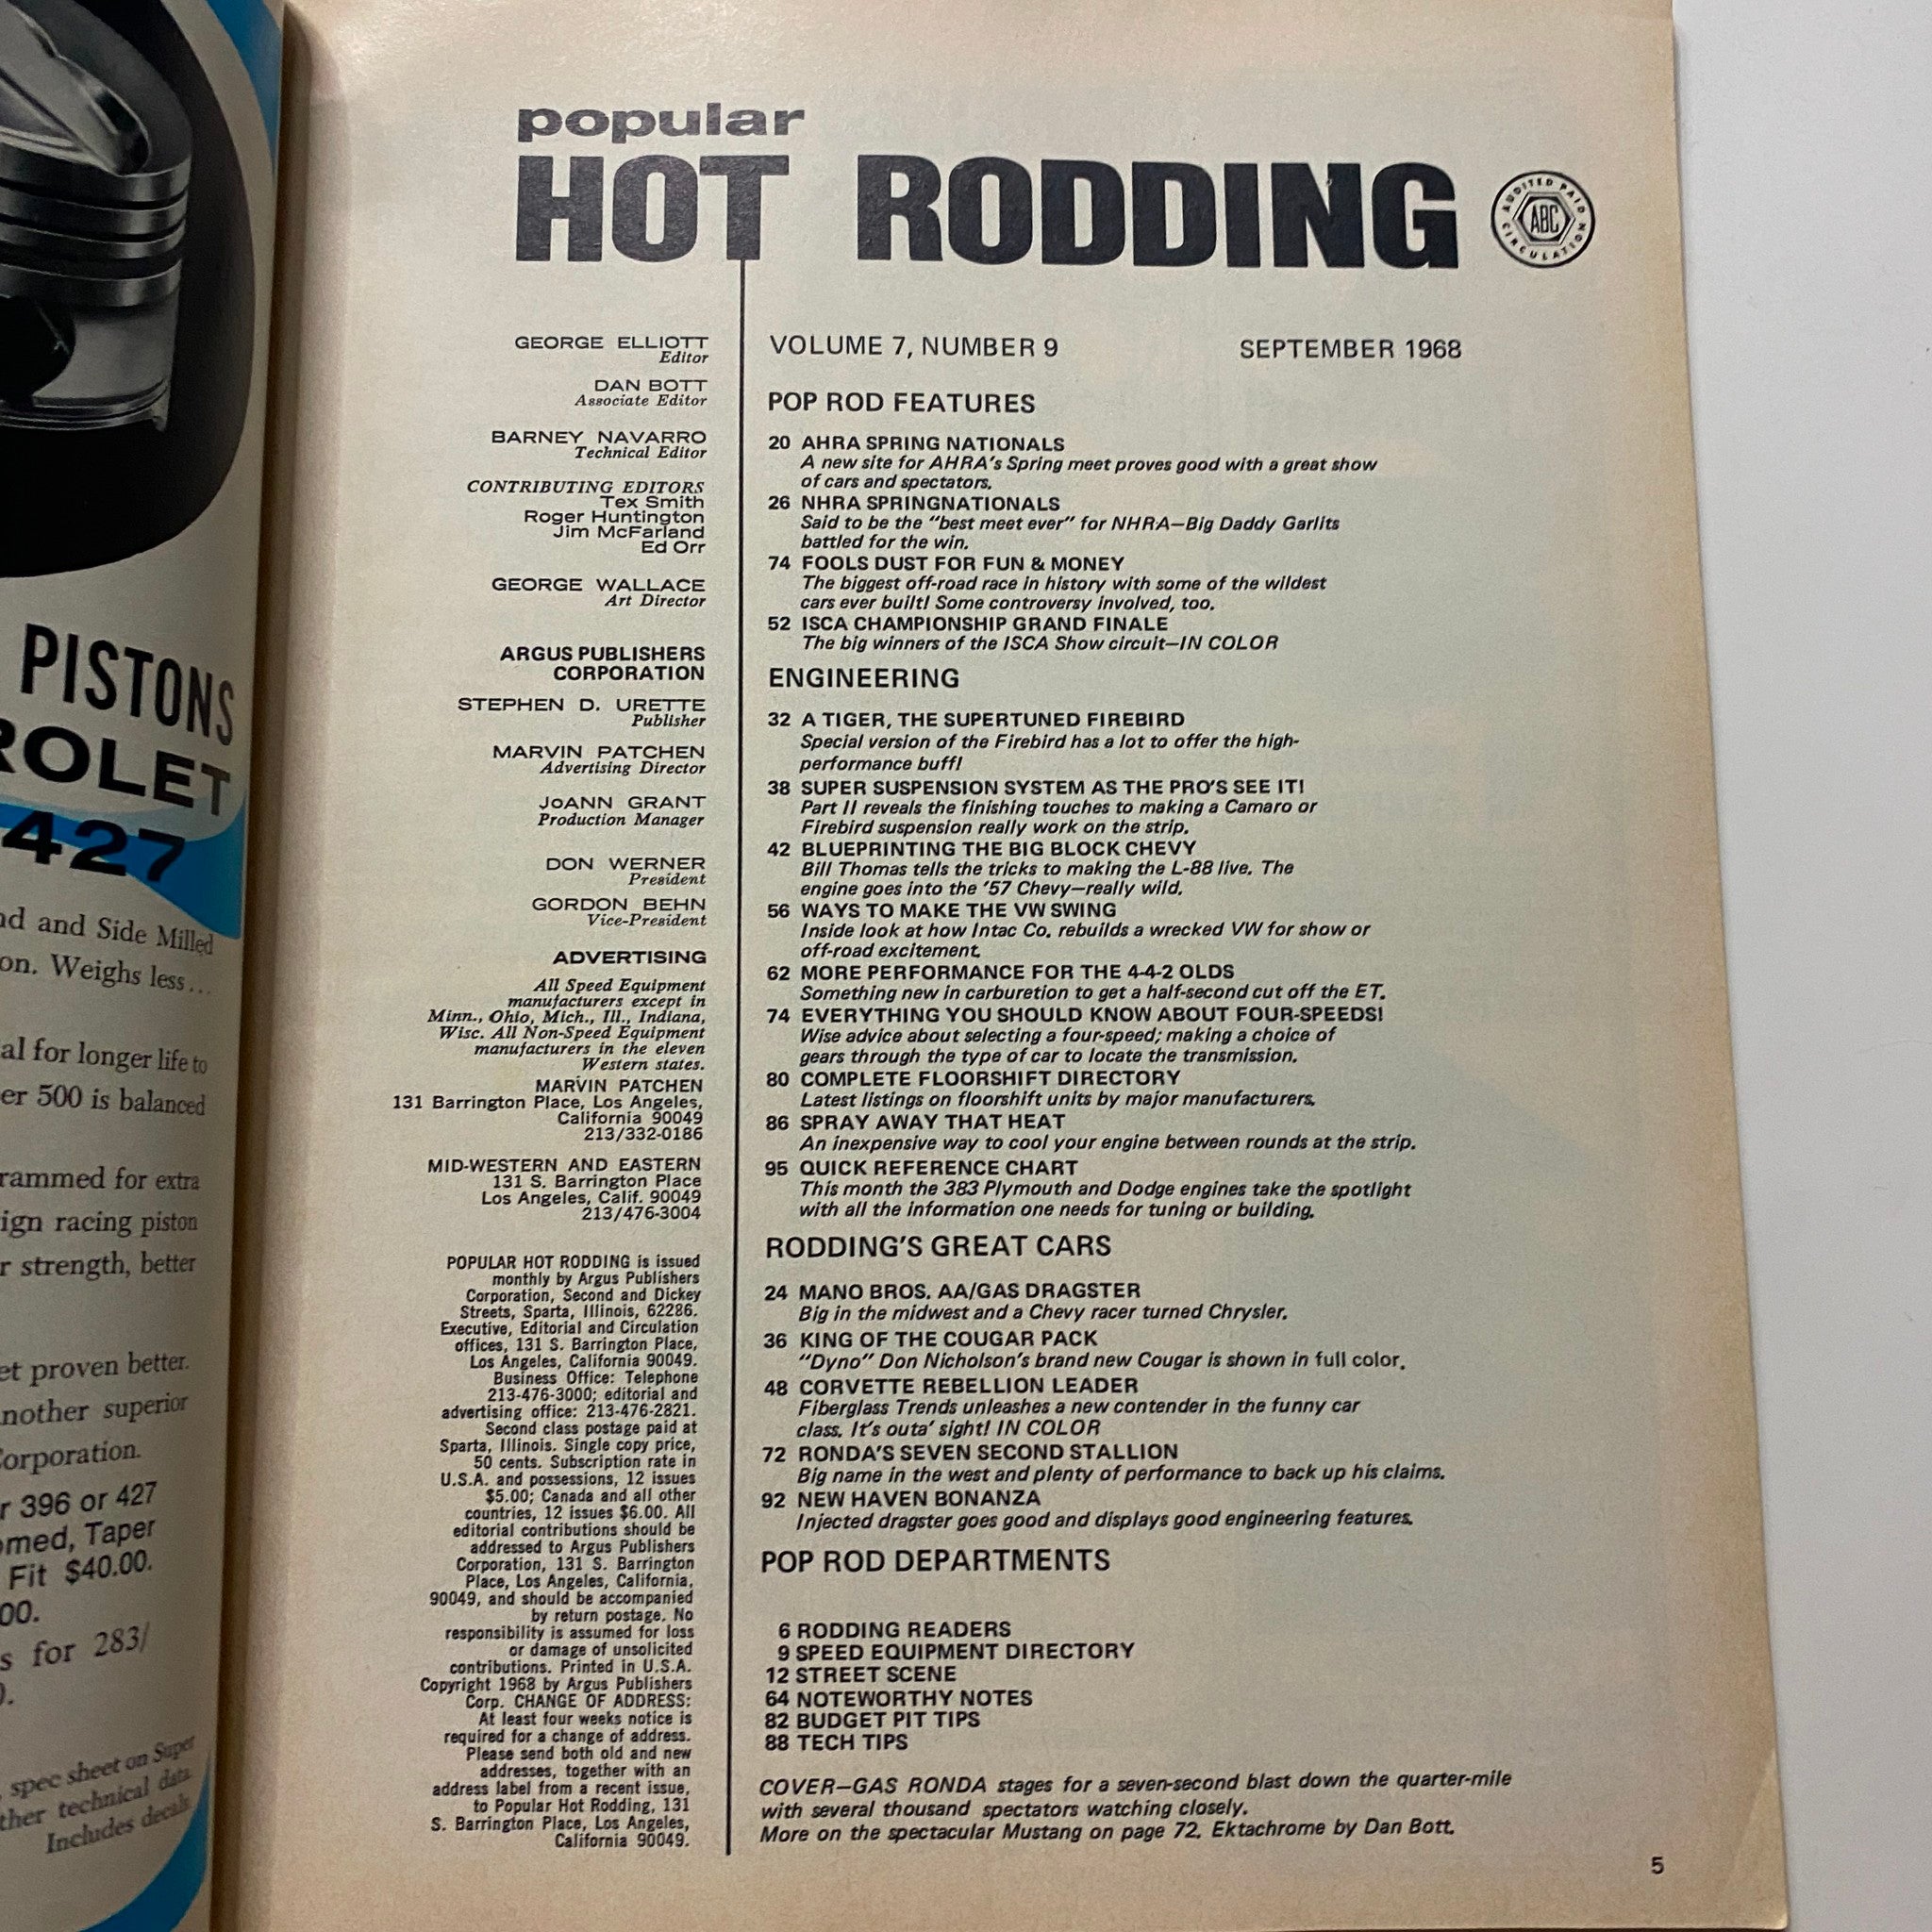 PISTONS
ROLET
427
nd and Side Milled
on. Weighs less...
al for longer life to
er 500 is balanced
rammed for extra
ign racing piston
r strength, better
et proven better.
nother superior
Corporation.
r 396 or 427
omed, Taper
Fit $40.00.
00.
s for 283/
0.
spec sheet on Super
ther technical data.
Includes decals.
popular
HOT RODDING
AUDITED PAID CIRCULATION
ABC
GEORGE ELLIOTT
Editor
DAN BOTT
Associate Editor
BARNEY NAVARRO
Technical Editor
CONTRIBUTING EDITORS
Tex Smith
Roger Huntington
Jim McFarland
Ed Orr
GEORGE WALLACE
Art Director
ARGUS PUBLISHERS
CORPORATION
STEPHEN D. URETTE
Publisher
MARVIN PATCHEN
Advertising Director
JoANN GRANT
Production Manager
DON WERNER
President
GORDON BEHN
Vice-President
ADVERTISING
All Speed Equipment
manufacturers except in
Minn., Ohio, Mich., Ill., Indiana,
Wisc. All Non-Speed Equipment
manufacturers in the eleven
Western states.
MARVIN PATCHEN
131 Barrington Place, Los Angeles,
California 90049
213/332-0186
MID-WESTERN AND EASTERN
131 S. Barrington Place
Los Angeles, Calif. 90049
213/476-3004
POPULAR HOT RODDING is issued
monthly by Argus Publishers
Corporation, Second and Dickey
Streets, Sparta, Illinois, 62286.
Executive, Editorial and Circulation
offices, 131 S. Barrington Place,
Los Angeles, California 90049.
Business Office: Telephone
213-476-3000; editorial and
advertising office: 213-476-2821.
Second class postage paid at
Sparta, Illinois. Single copy price,
50 cents. Subscription rate in
U.S.A. and possessions, 12 issues
$5.00; Canada and all other
countries, 12 issues $6.00. All
editorial contributions should be
addressed to Argus Publishers
Corporation, 131 S. Barrington
Place, Los Angeles, California,
90049, and should be accompanied
by return postage. No
responsibility is assumed for loss
or damage of unsolicited
contributions. Printed in U.S.A.
Copyright 1968 by Argus Publishers
Corp. CHANGE OF ADDRESS:
At least four weeks notice is
required for a change of address.
Please send both old and new
addresses, together with an
address label from a recent issue,
to Popular Hot Rodding, 131
S. Barrington Place, Los Angeles,
California 90049.
VOLUME 7, NUMBER 9 SEPTEMBER 1968
POP ROD FEATURES
20 AHRA SPRING NATIONALS
A new site for AHRA's Spring meet proves good with a great show
of cars and spectators.
26 NHRA SPRINGNATIONALS
Said to be the "best meet ever" for NHRA—Big Daddy Garlits
battled for the win.
74 FOOLS DUST FOR FUN & MONEY
The biggest off-road race in history with some of the wildest
cars ever built! Some controversy involved, too.
52 ISCA CHAMPIONSHIP GRAND FINALE
The big winners of the ISCA Show circuit—IN COLOR
ENGINEERING
32 A TIGER, THE SUPERTUNED FIREBIRD
Special version of the Firebird has a lot to offer the high-
performance buff!
38 SUPER SUSPENSION SYSTEM AS THE PRO'S SEE IT!
Part II reveals the finishing touches to making a Camaro or
Firebird suspension really work on the strip.
42 BLUEPRINTING THE BIG BLOCK CHEVY
Bill Thomas tells the tricks to making the L-88 live. The
engine goes into the '57 Chevy—really wild.
56 WAYS TO MAKE THE VW SWING
Inside look at how Intac Co. rebuilds a wrecked VW for show or
off-road excitement.
62 MORE PERFORMANCE FOR THE 4-4-2 OLDS
Something new in carburetion to get a half-second cut off the ET.
74 EVERYTHING YOU SHOULD KNOW ABOUT FOUR-SPEEDS!
Wise advice about selecting a four-speed; making a choice of
gears through the type of car to locate the transmission.
80 COMPLETE FLOORSHIFT DIRECTORY
Latest listings on floorshift units by major manufacturers.
86 SPRAY AWAY THAT HEAT
An inexpensive way to cool your engine between rounds at the strip.
95 QUICK REFERENCE CHART
This month the 383 Plymouth and Dodge engines take the spotlight
with all the information one needs for tuning or building.
RODDING'S GREAT CARS
24 MANO BROS. AA/GAS DRAGSTER
Big in the midwest and a Chevy racer turned Chrysler.
36 KING OF THE COUGAR PACK
"Dyno" Don Nicholson's brand new Cougar is shown in full color.
48 CORVETTE REBELLION LEADER
Fiberglass Trends unleashes a new contender in the funny car
class. It's outa' sight! IN COLOR
72 RONDA'S SEVEN SECOND STALLION
Big name in the west and plenty of performance to back up his claims.
92 NEW HAVEN BONANZA
Injected dragster goes good and displays good engineering features.
POP ROD DEPARTMENTS
6 RODDING READERS
9 SPEED EQUIPMENT DIRECTORY
12 STREET SCENE
64 NOTEWORTHY NOTES
82 BUDGET PIT TIPS
88 TECH TIPS
COVER—GAS RONDA stages for a seven-second blast down the quarter-mile
with several thousand spectators watching closely.
More on the spectacular Mustang on page 72. Ektachrome by Dan Bott.
5